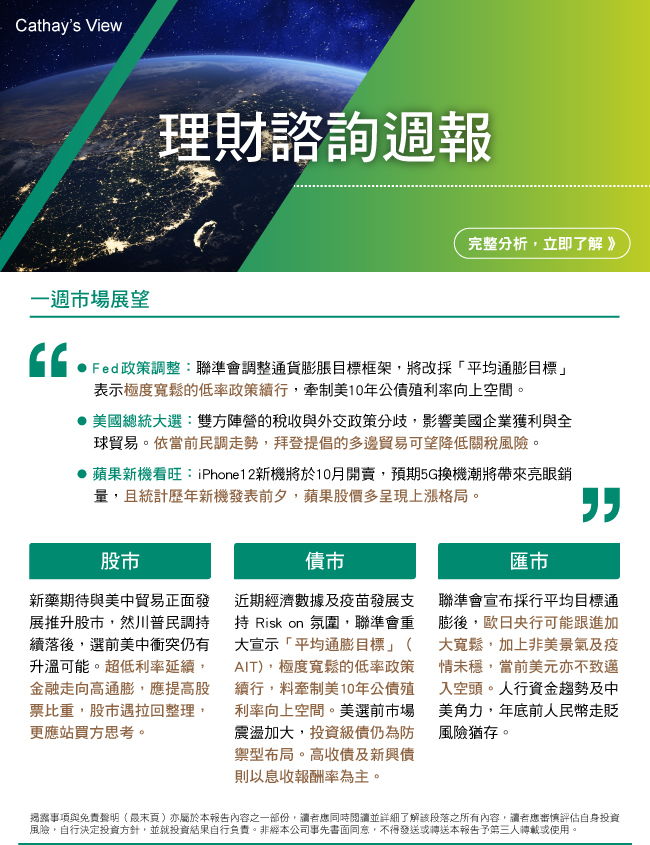 Cathay's View
理財諮詢週報
完整分析，立即了解 》
一週市場展望
● Fed政策調整：聯準會調整通貨膨脹目標框架，將改採「平均通膨目標」
表示極度寬鬆的低率政策續行，牽制美10年公債殖利率向上空間。
● 美國總統大選：雙方陣營的稅收與外交政策分歧，影響美國企業獲利與全
球貿易。依當前民調走勢，拜登提倡的多邊貿易可望降低關稅風險。
● 蘋果新機看旺：iPhone12新機將於10月開賣，預期5G換機潮將帶來亮眼銷
量，且統計歷年新機發表前夕，蘋果股價多呈現上漲格局。
股市
新藥期待與美中貿易正面發
展推升股市，然川普民調持
續落後，選前美中衝突仍有
升溫可能。超低利率延續，
金融走向高通膨，應提高股
票比重，股市遇拉回整理，
更應站買方思考。
債市
近期經濟數據及疫苗發展支
持 Risk on 氛圍，聯準會重
大宣示「平均通膨目標」（
AIT)，極度寬鬆的低率政策
續行，料牽制美10年公債殖
利率向上空間。美選前市場
震盪加大，投資級債仍為防
禦型布局。高收債及新興債
則以息收報酬率為主。
匯市
聯準會宣布採行平均目標通
膨後，歐日央行可能跟進加
大寬鬆，加上非美景氣及疫
情未穩，當前美元亦不致邁
入空頭。人行資金趨勢及中
美角力，年底前人民幣走貶
風險猶存。
揭露事項與免責聲明（最末頁）亦屬於本報告內容之一部份，讀者應同時閱讀並詳細了解該段落之所有內容，讀者應審慎評估自身投資
風險，自行決定投資方針，並就投資結果自行負責。非經本公司事先書面同意，不得發送或轉送本報告予第三人轉載或使用。